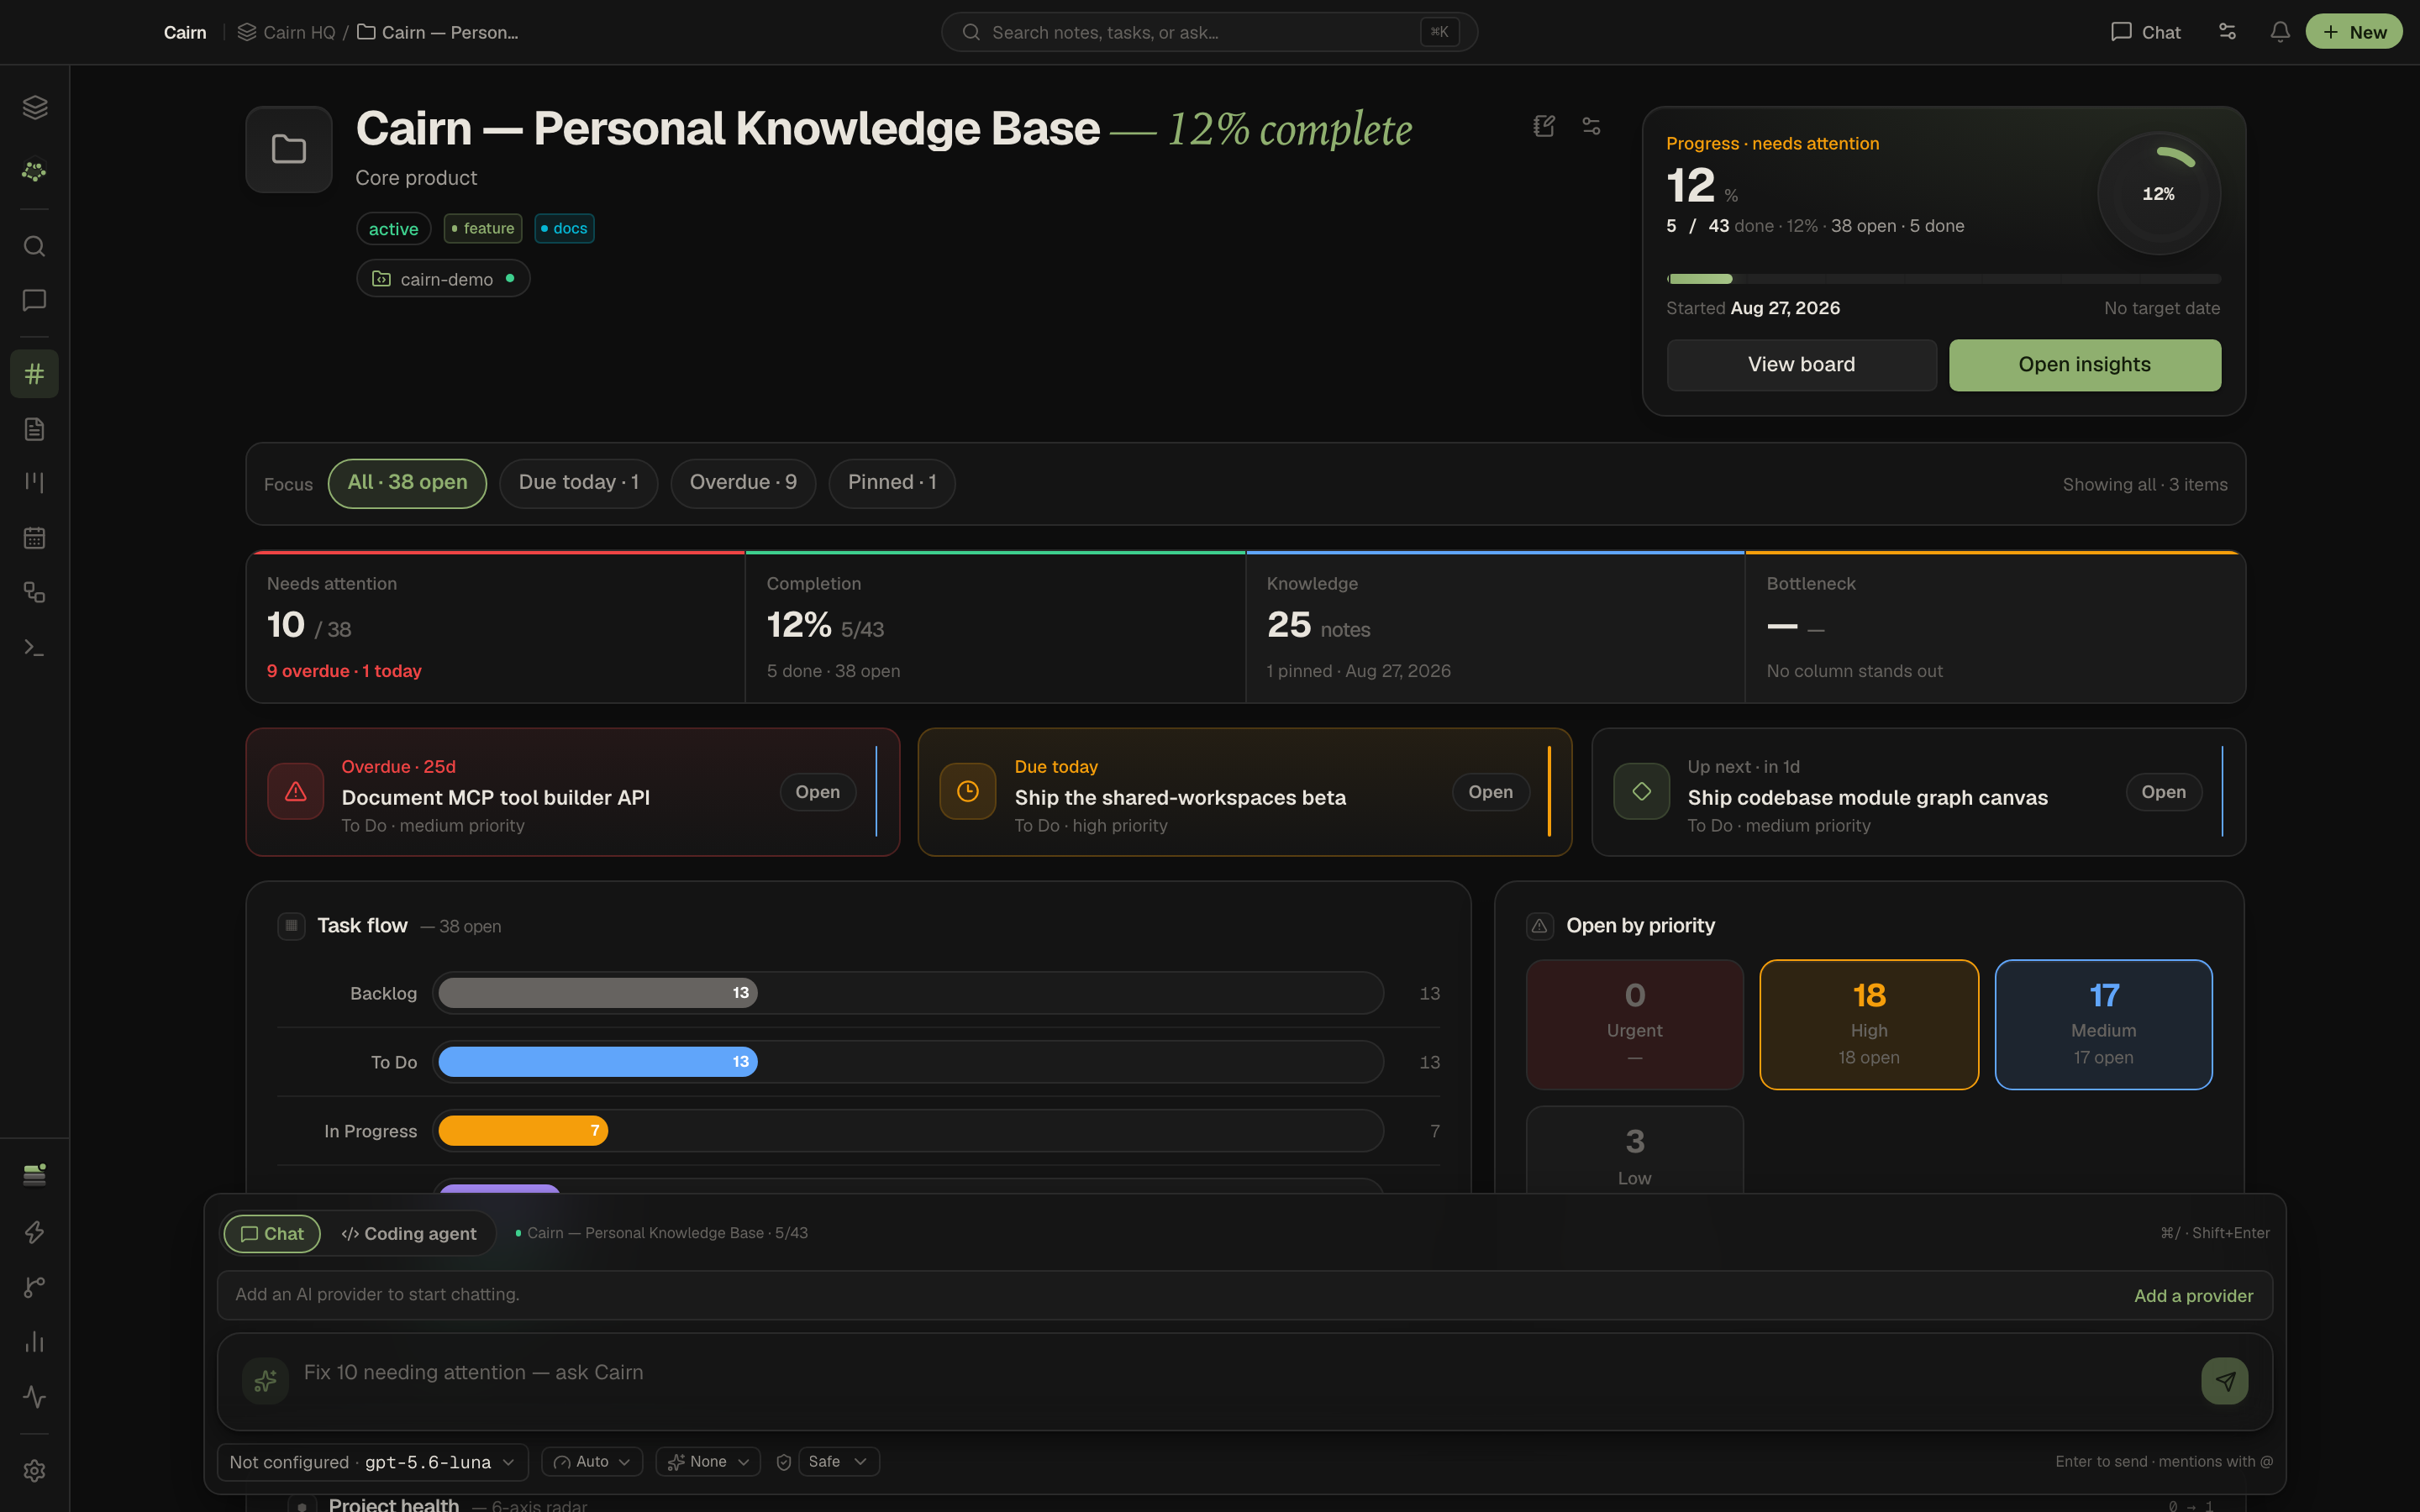 Cairn
Cairn HQ / Cairn — Person...
Search notes, tasks, or ask...
⌘K
Chat
New
Cairn — Personal Knowledge Base — 12% complete
Core product
active
feature
docs
cairn-demo
Progress · needs attention
12 %
5 / 43 done · 12% · 38 open · 5 done
12%
Started Aug 27, 2026
No target date
View board
Open insights
Focus
All · 38 open
Due today · 1
Overdue · 9
Pinned · 1
Showing all · 3 items
Needs attention
10 / 38
9 overdue · 1 today
Completion
12% 5/43
5 done · 38 open
Knowledge
25 notes
1 pinned · Aug 27, 2026
Bottleneck
— —
No column stands out
Overdue · 25d
Document MCP tool builder API
To Do · medium priority
Open
Due today
Ship the shared-workspaces beta
To Do · high priority
Open
Up next · in 1d
Ship codebase module graph canvas
To Do · medium priority
Open
Task flow — 38 open
Backlog 13 13
To Do 13 13
In Progress 7 7
Open by priority
0
Urgent
—
18
High
18 open
17
Medium
17 open
3
Low
Chat
Coding agent
Cairn — Personal Knowledge Base · 5/43
⌘/ · Shift+Enter
Add an AI provider to start chatting.
Add a provider
Fix 10 needing attention — ask Cairn
Not configured · gpt-5.6-luna
Auto
None
Safe
Enter to send · mentions with @
Project health — 6-axis radar
0 → 1